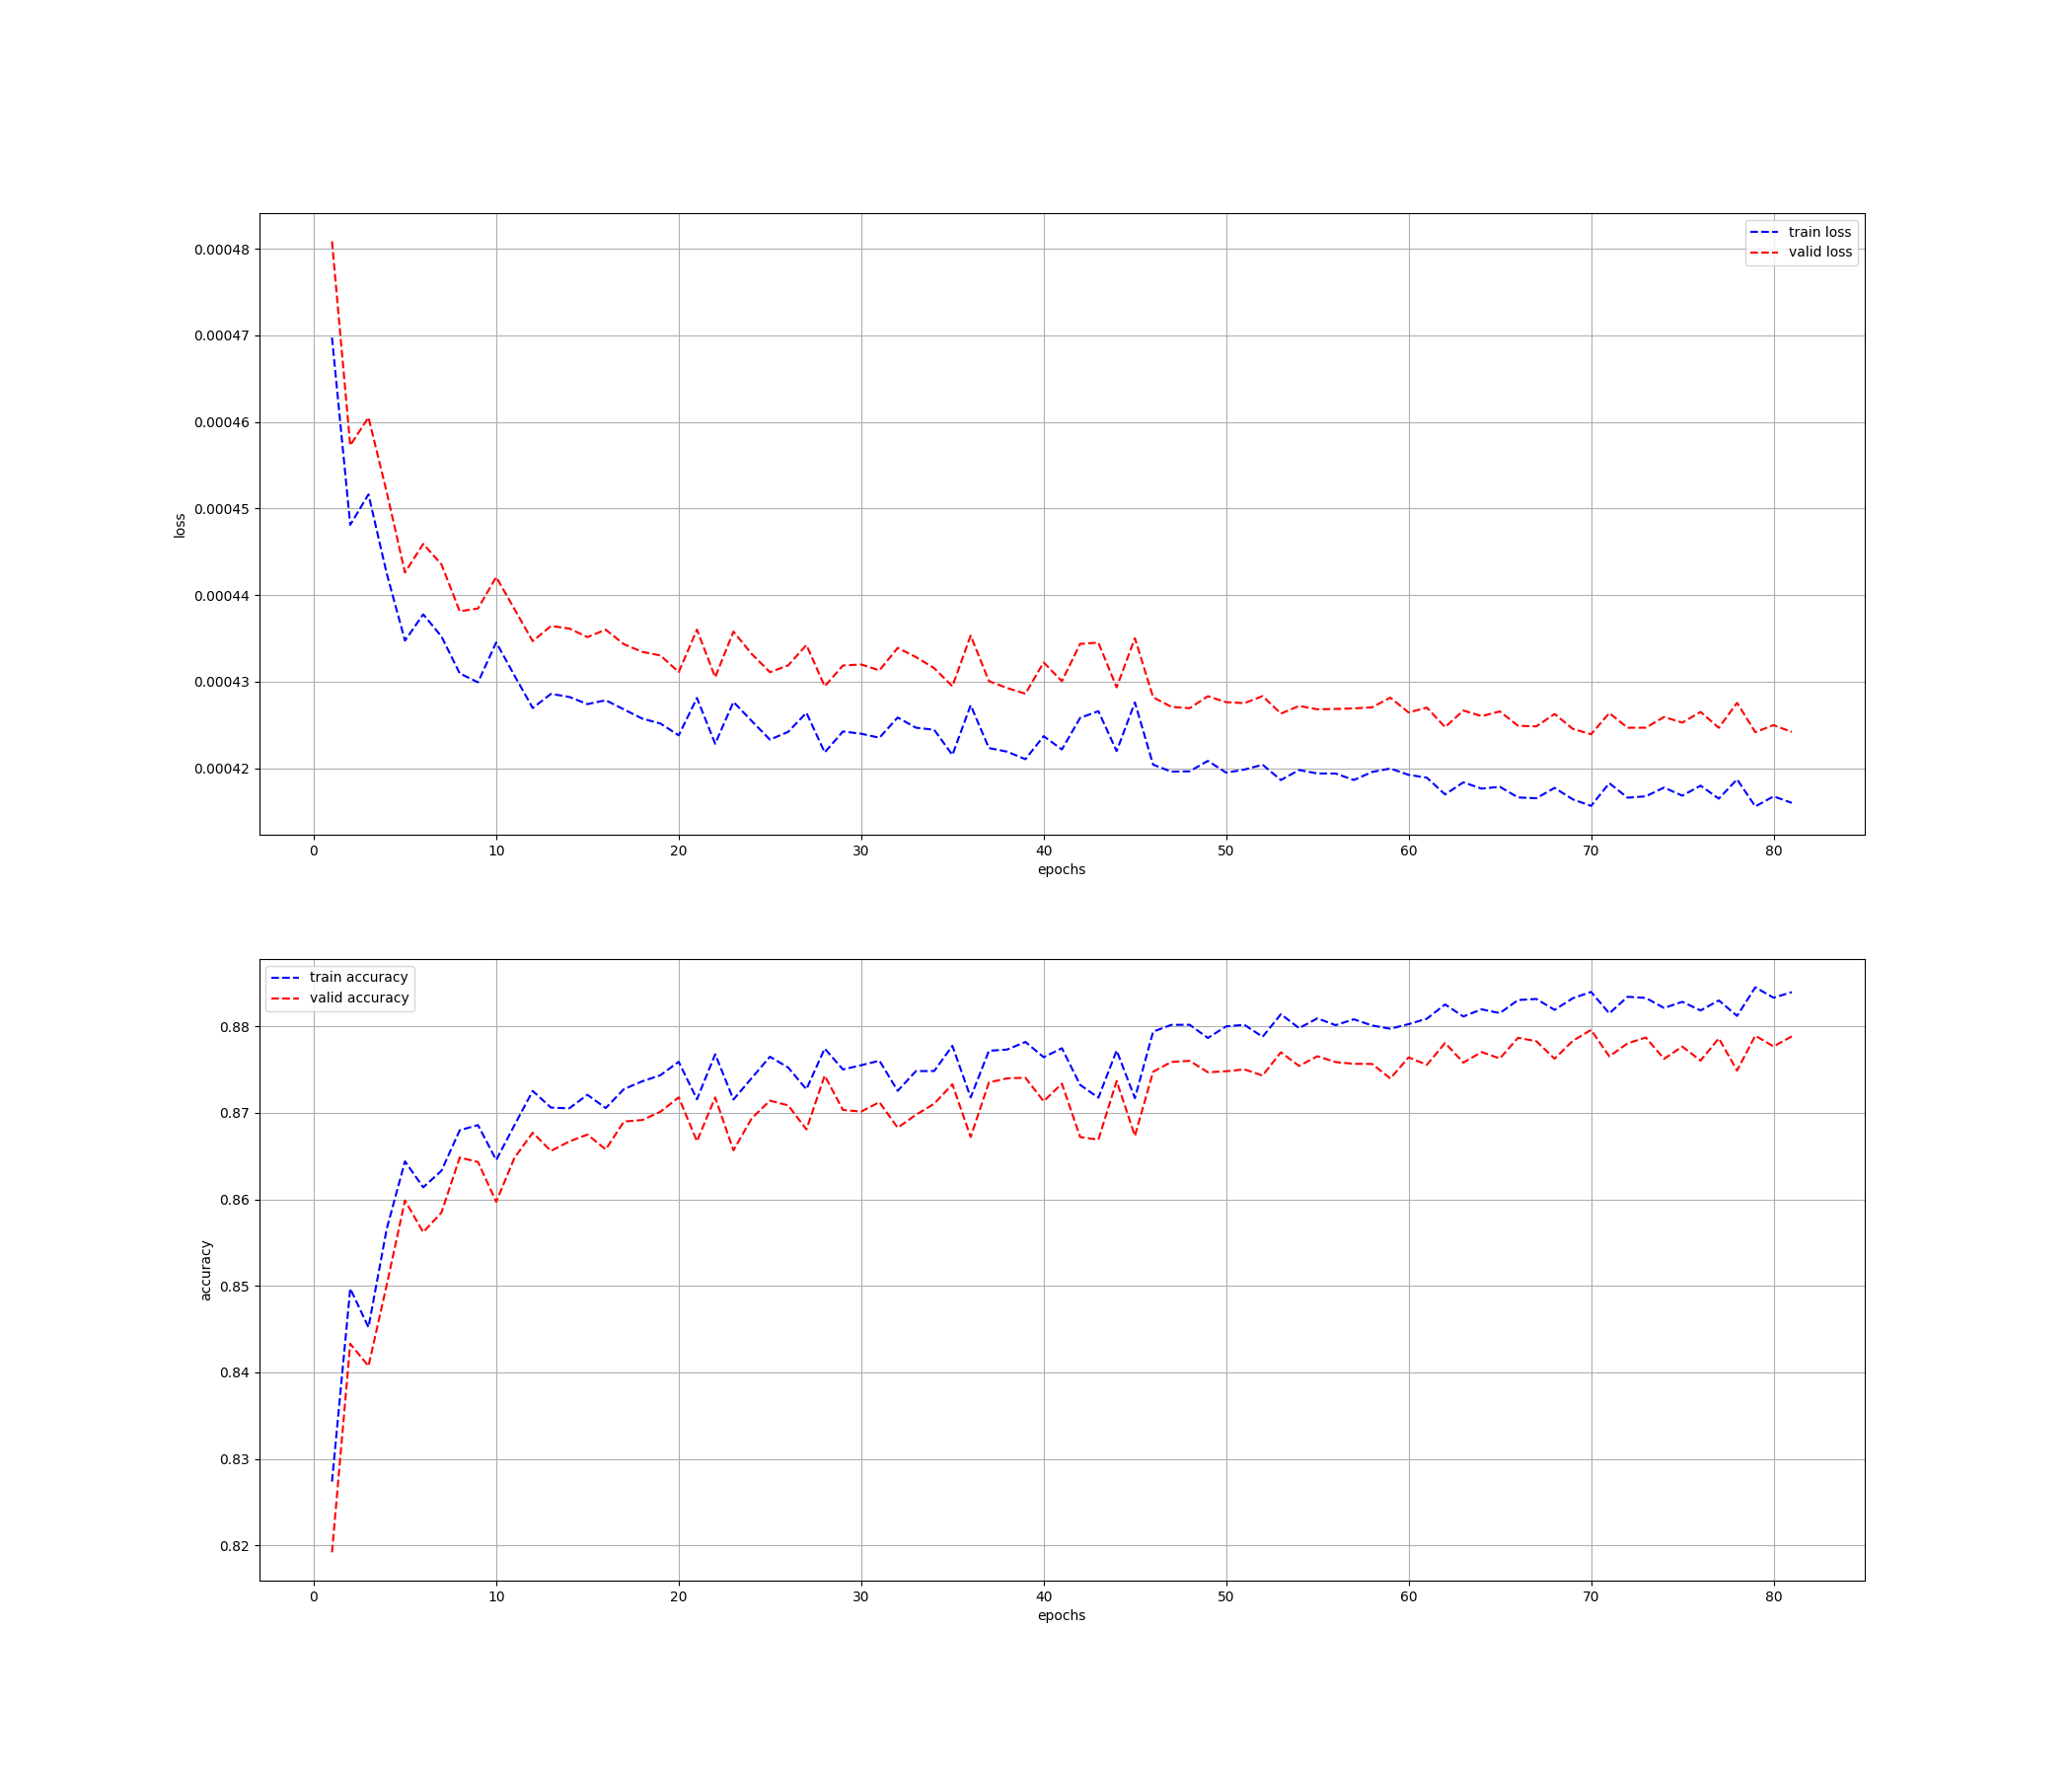 train loss
valid loss
0.00048
0.00047
0.00046
0.00045
0.00044
0.00043
0.00042
loss
0 10 20 30 40 50 60 70 80
epochs
train accuracy
valid accuracy
0.88
0.87
0.86
0.85
0.84
0.83
0.82
accuracy
0 10 20 30 40 50 60 70 80
epochs